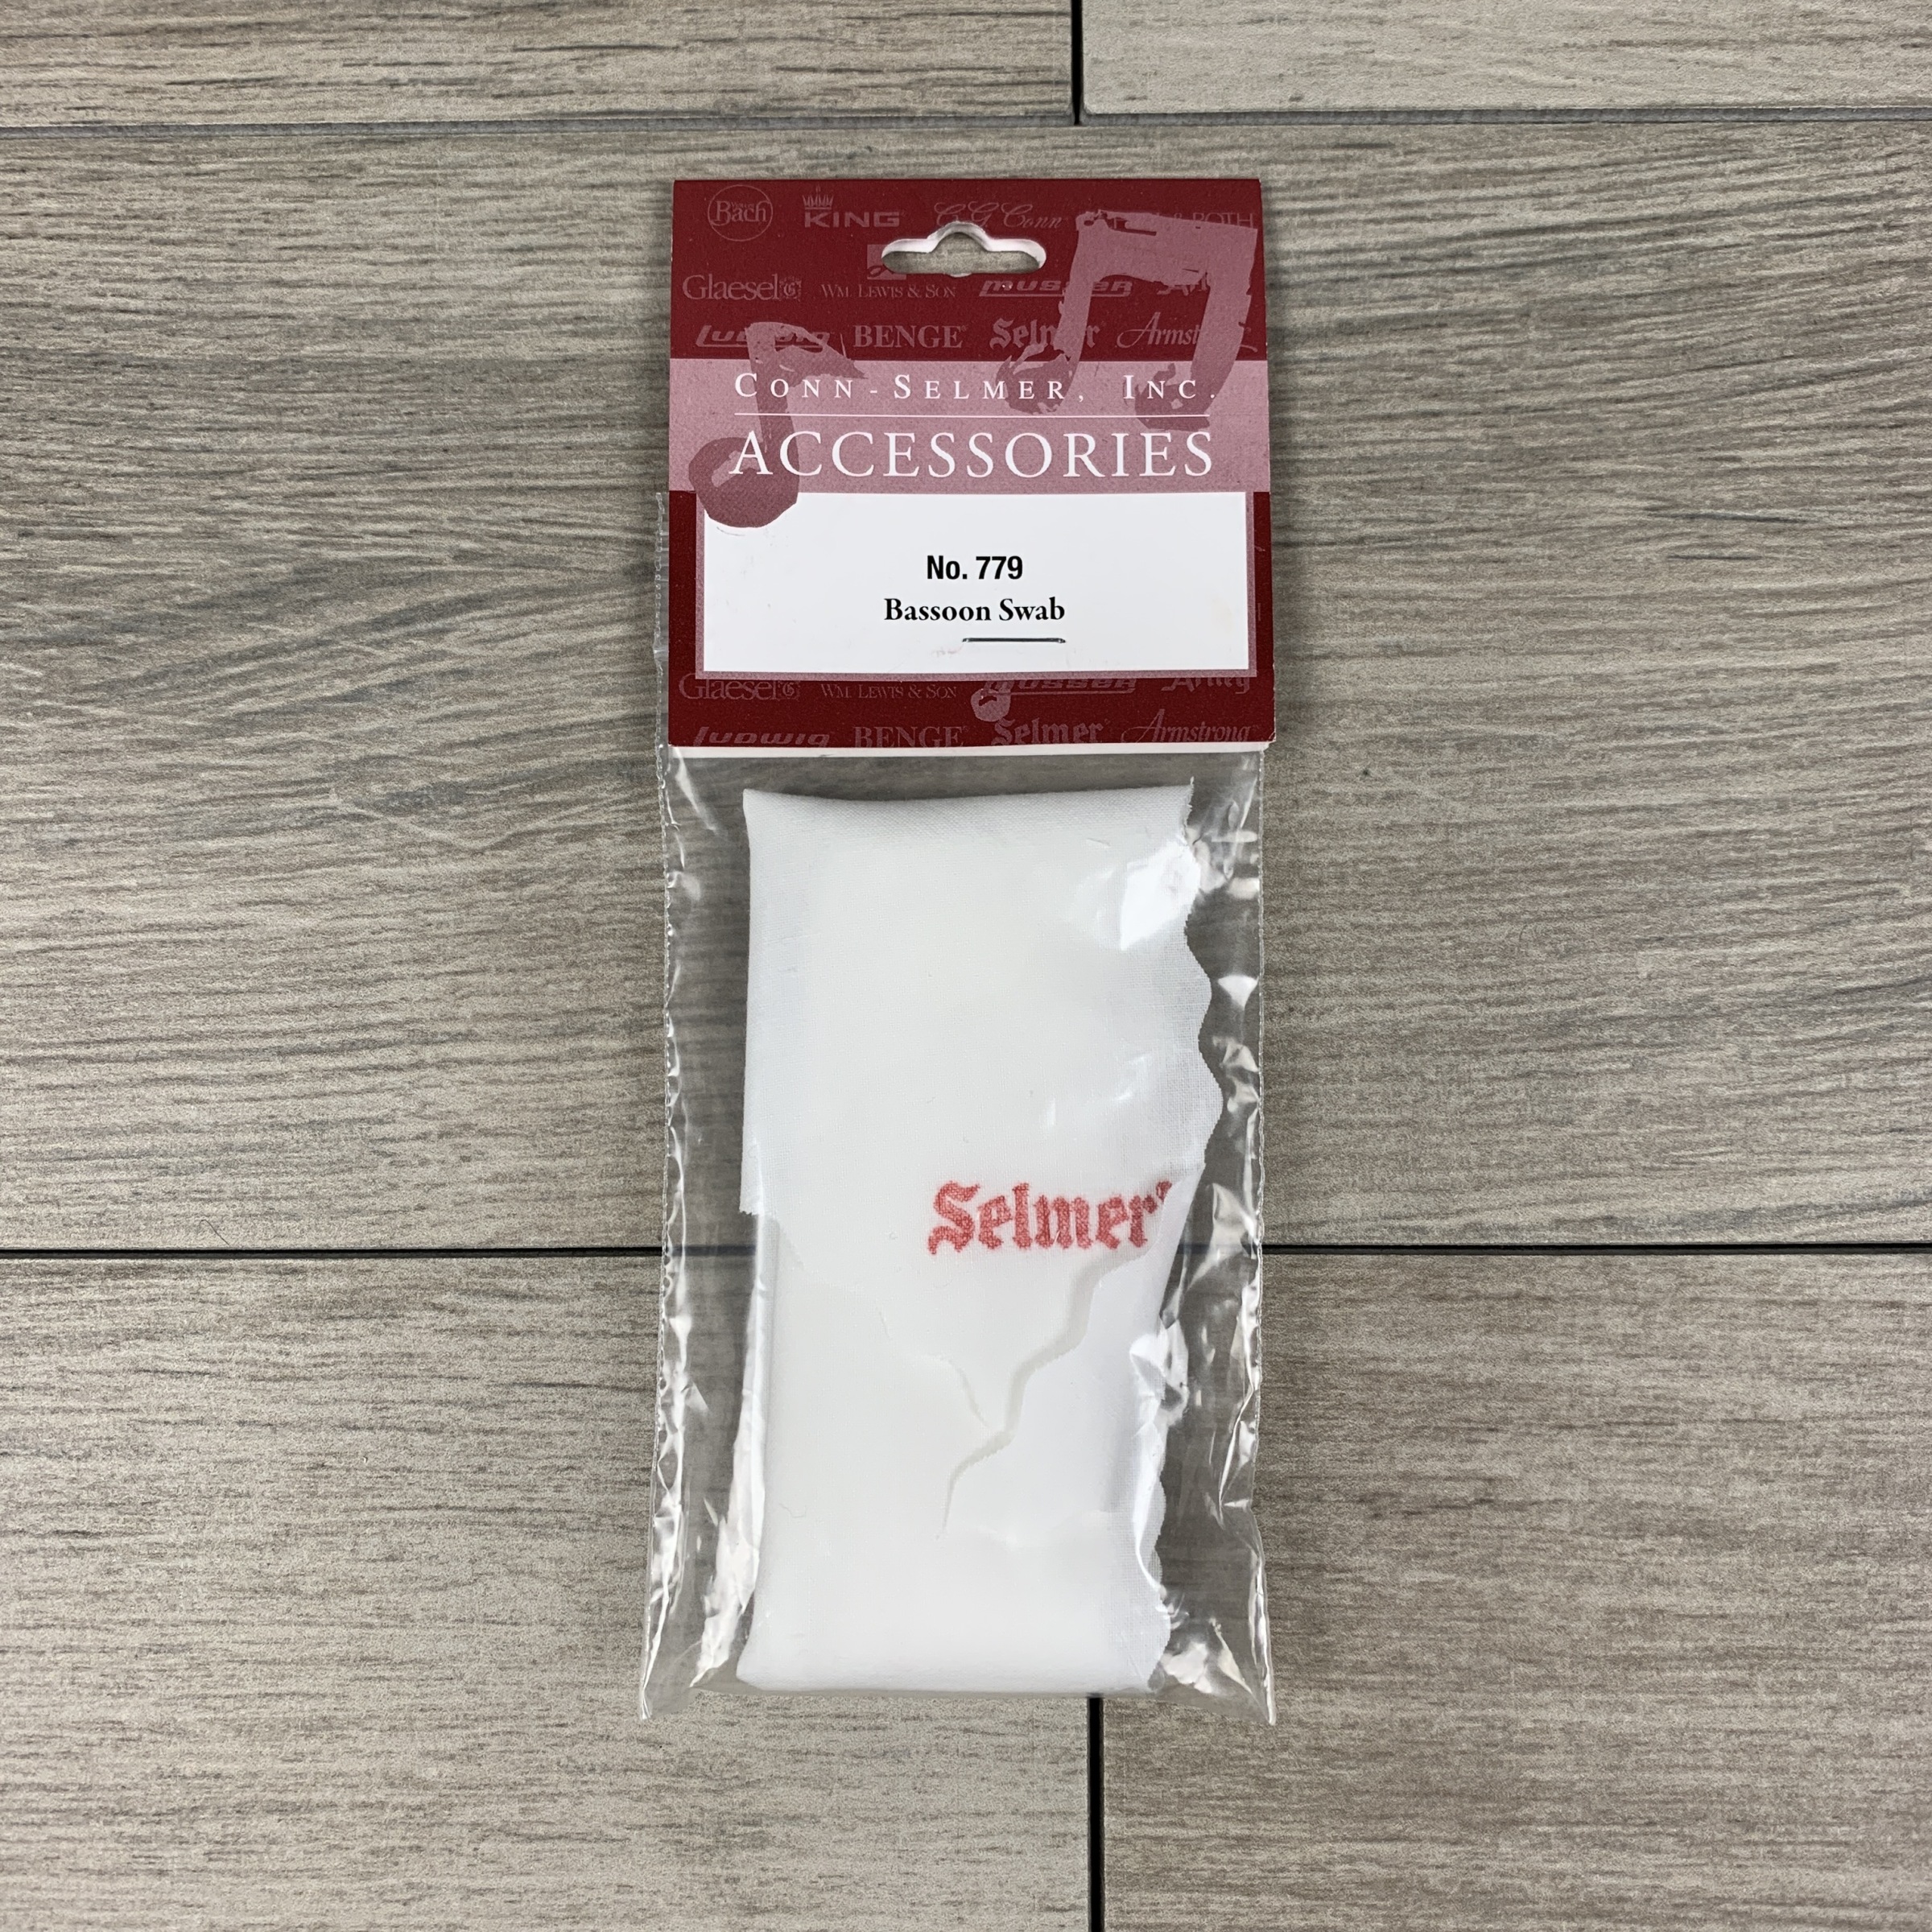 Bach KING C.G. Conn
Glaesel WM. LEWIS & SON MUSSER
Ludwig BENGE Selmer Armstrong
CONN-SELMER, INC.
ACCESSORIES
No. 779
Bassoon Swab
Glaesel WM. LEWIS & SON MUSSER Artley
Ludwig BENGE Selmer Armstrong
Selmer